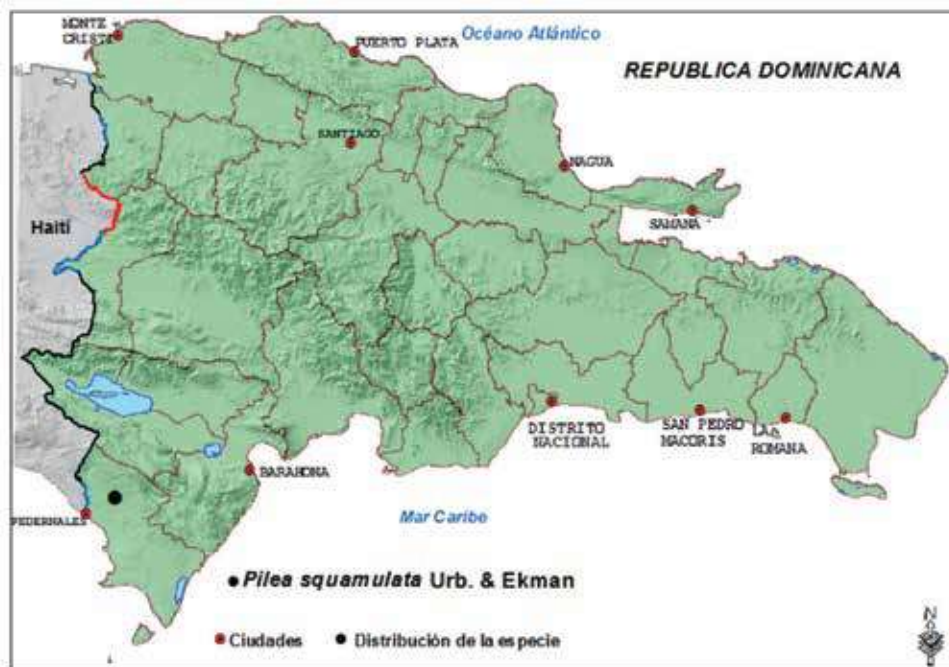 MONTE
CRISTI
Océano Atlántico
PUERTO PLATA
REPUBLICA DOMINICANA
SANTIAGO
NAGUA
SAMANA
Haití
DISTRITO
NACIONAL
SAN PEDRO
MACORIS
LA
ROMANA
BARAHONA
PEDERNALES
Mar Caribe
Pilea squamulata Urb. & Ekman
Ciudades
Distribución de la especie
N